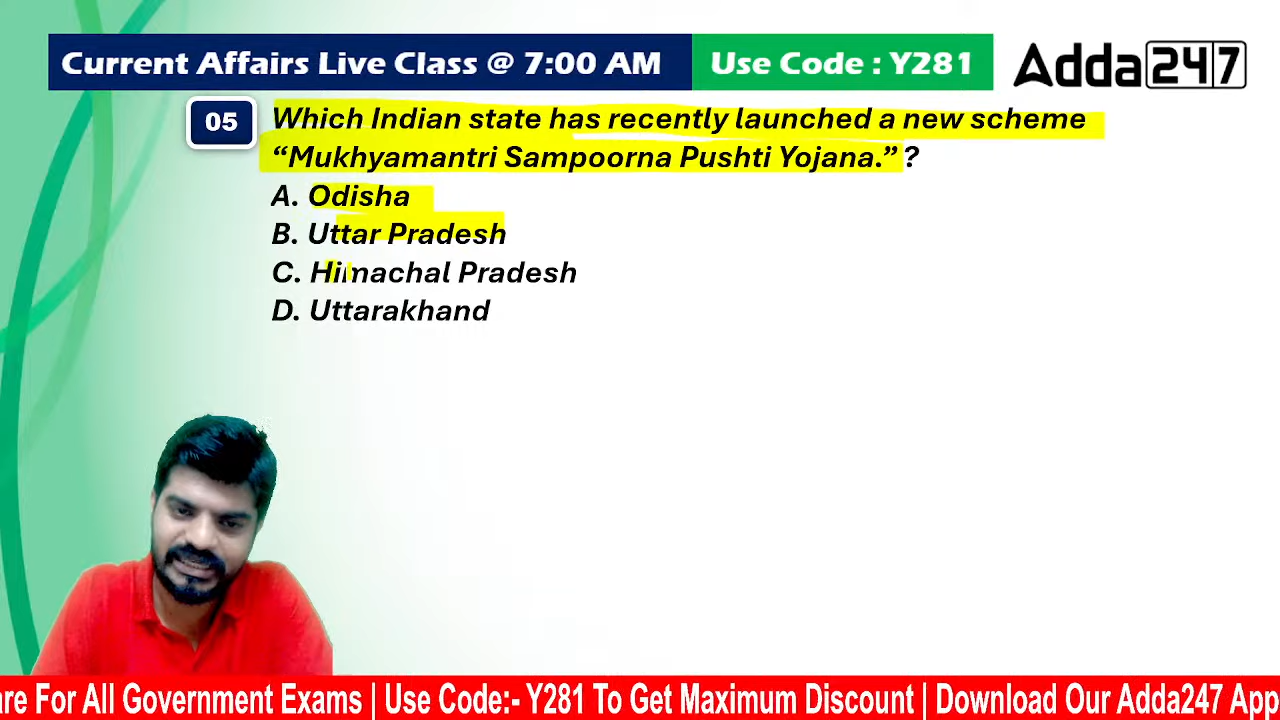 Current Affairs Live Class @ 7:00 AM
Use Code : Y281
Adda247
05
Which Indian state has recently launched a new scheme
“Mukhyamantri Sampoorna Pushti Yojana.” ?
A. Odisha
B. Uttar Pradesh
C. Himachal Pradesh
D. Uttarakhand
are For All Government Exams | Use Code:- Y281 To Get Maximum Discount | Download Our Adda247 App